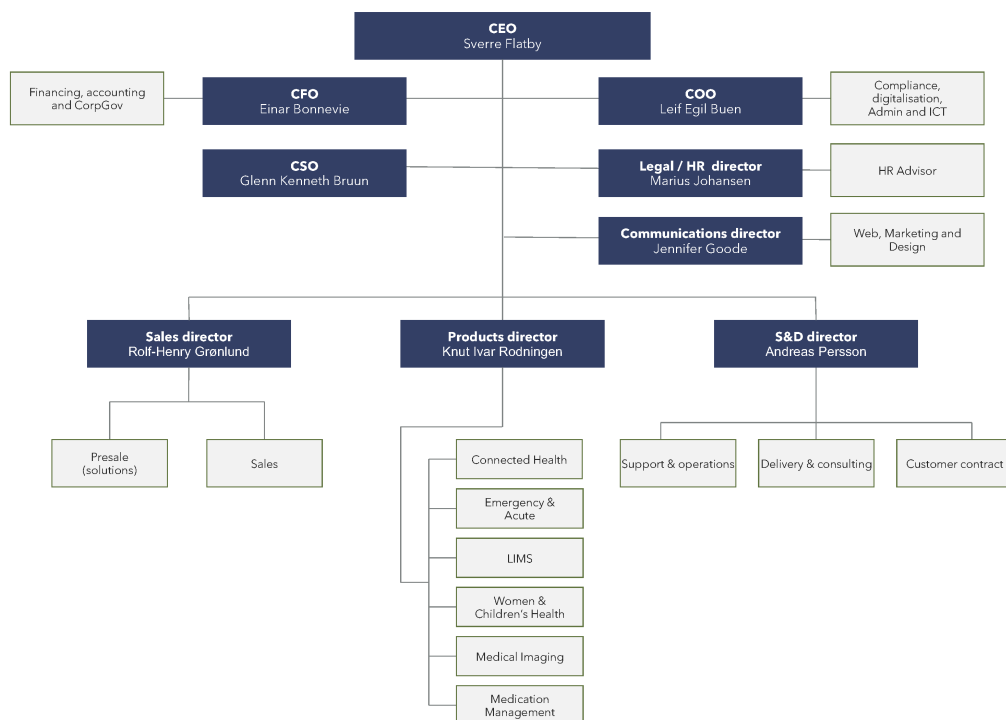 CEO
Sverre Flatby
Financing, accounting
and CorpGov
CFO
Einar Bonnevie
COO
Leif Egil Buen
Compliance,
digitalisation,
Admin and ICT
CSO
Glenn Kenneth Bruun
Legal / HR director
Marius Johansen
HR Advisor
Communications director
Jennifer Goode
Web, Marketing and
Design
Sales director
Rolf-Henry Grønlund
Products director
Knut Ivar Rodningen
S&D director
Andreas Persson
Presale
(solutions)
Sales
Connected Health
Emergency &
Acute
LIMS
Women &
Children's Health
Medical Imaging
Medication
Management
Support & operations
Delivery & consulting
Customer contract